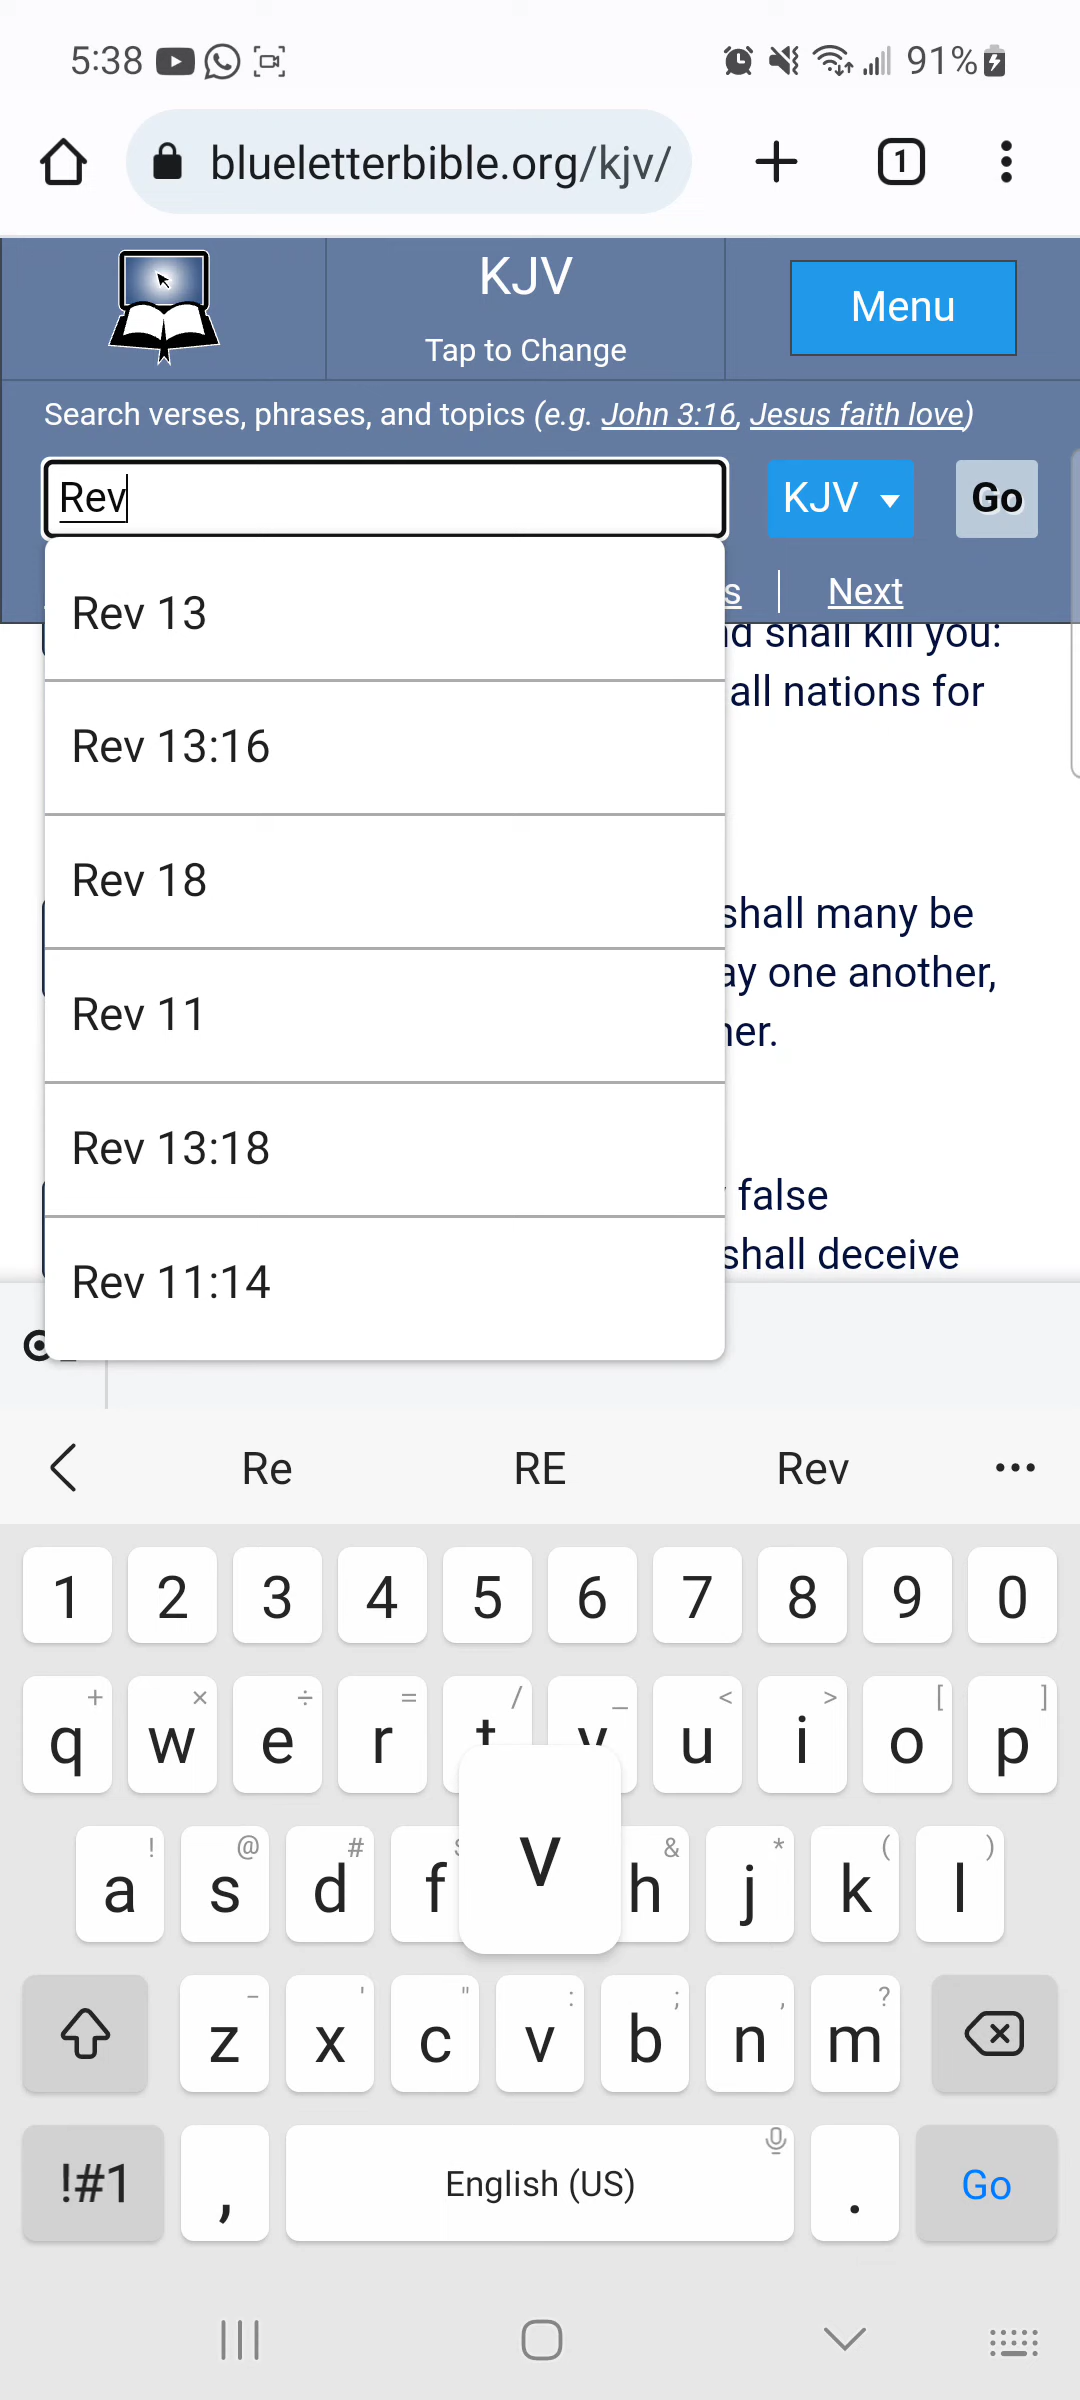 5:38 91%
blueletterbible.org/kjv/ 1
KJV
Tap to Change
Menu
Search verses, phrases, and topics (e.g. John 3:16, Jesus faith love)
Rev
KJV
Go
Next
Rev 13
shall kill you:
all nations for
Rev 13:16
Rev 18
shall many be
one another,
Rev 11
Rev 13:18
false
shall deceive
Rev 11:14
Re RE Rev
1 2 3 4 5 6 7 8 9 0
+ × ÷ = / _ < > [ ]
q w e r t y u i o p
! @ # & * ( )
a s d f v h j k l
- ' " : ; , ?
z x c v b n m
!#1 , English (US) . Go